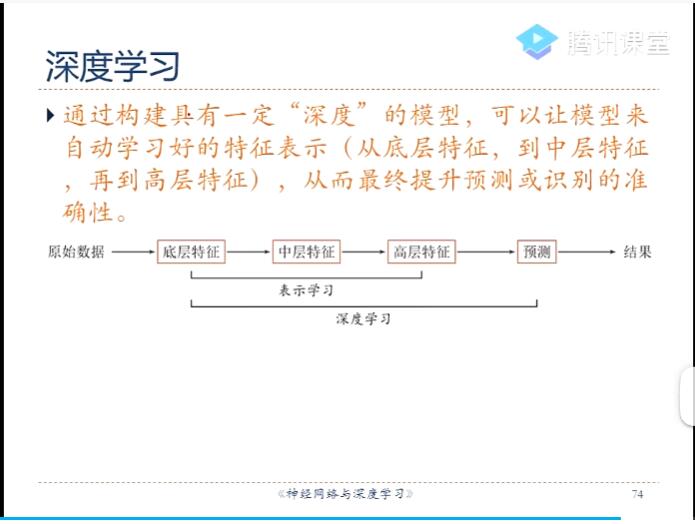 腾讯课堂
深度学习
通过构建具有一定“深度”的模型，可以让模型来
自动学习好的特征表示（从底层特征，到中层特征
，再到高层特征），从而最终提升预测或识别的准
确性。
原始数据 底层特征 中层特征 高层特征 预测 结果
表示学习
深度学习
《神经网络与深度学习》 74